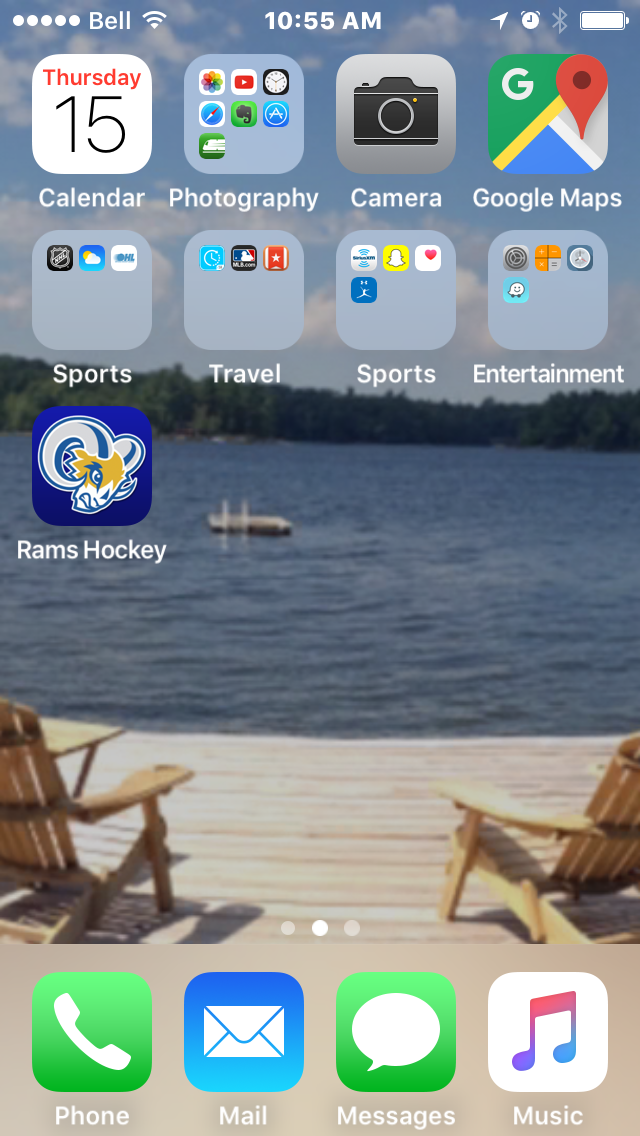 Bell 10:55 AM
Thursday
15
G
Calendar Photography Camera Google Maps
NHL OHL MLB.com SiriusXM
Sports Travel Sports Entertainment
Rams Hockey
Phone Mail Messages Music